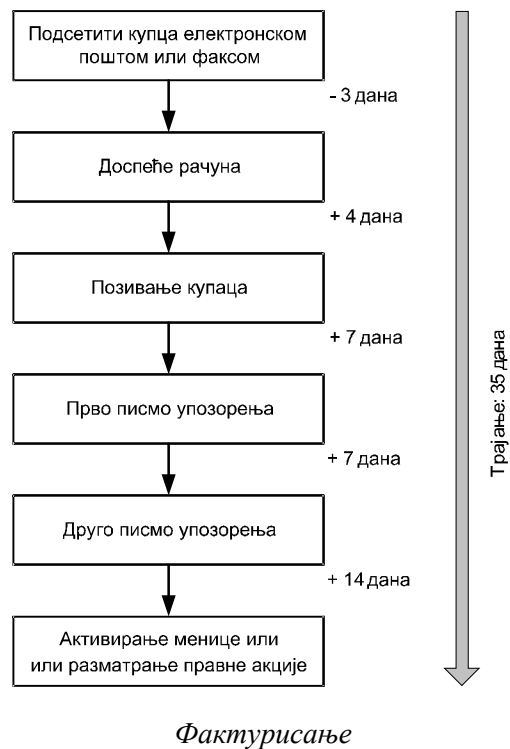 Подсетити купца електронском
поштом или факсом
- 3 дана
Доспеће рачуна
+ 4 дана
Позивање купаца
+ 7 дана
Прво писмо упозорења
+ 7 дана
Друго писмо упозорења
+ 14 дана
Активирање менице или
или разматрање правне акције
Трајање: 35 дана
Фактурисање